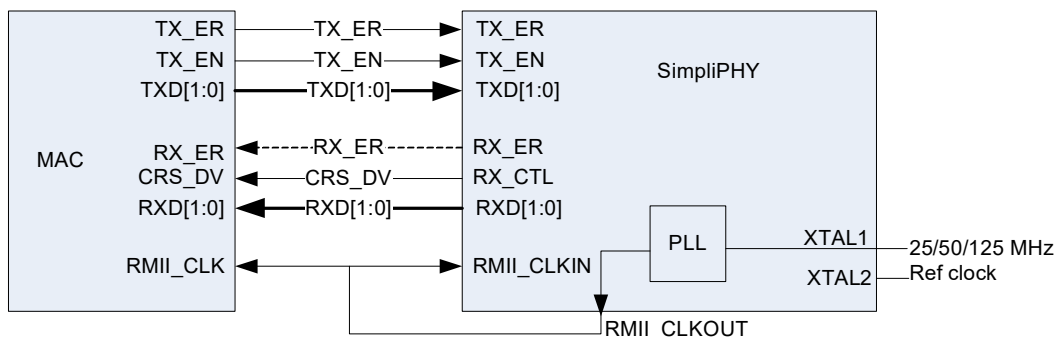 TX_ER TX_ER TX_ER
TX_EN TX_EN TX_EN
SimpliPHY
TXD[1:0] TXD[1:0] TXD[1:0]
MAC
RX_ER RX_ER RX_ER
CRS_DV CRS_DV RX_CTL
RXD[1:0] RXD[1:0] RXD[1:0]
PLL
XTAL1 25/50/125 MHz
RMII_CLK RMII_CLKIN
XTAL2 Ref clock
RMII_CLKOUT